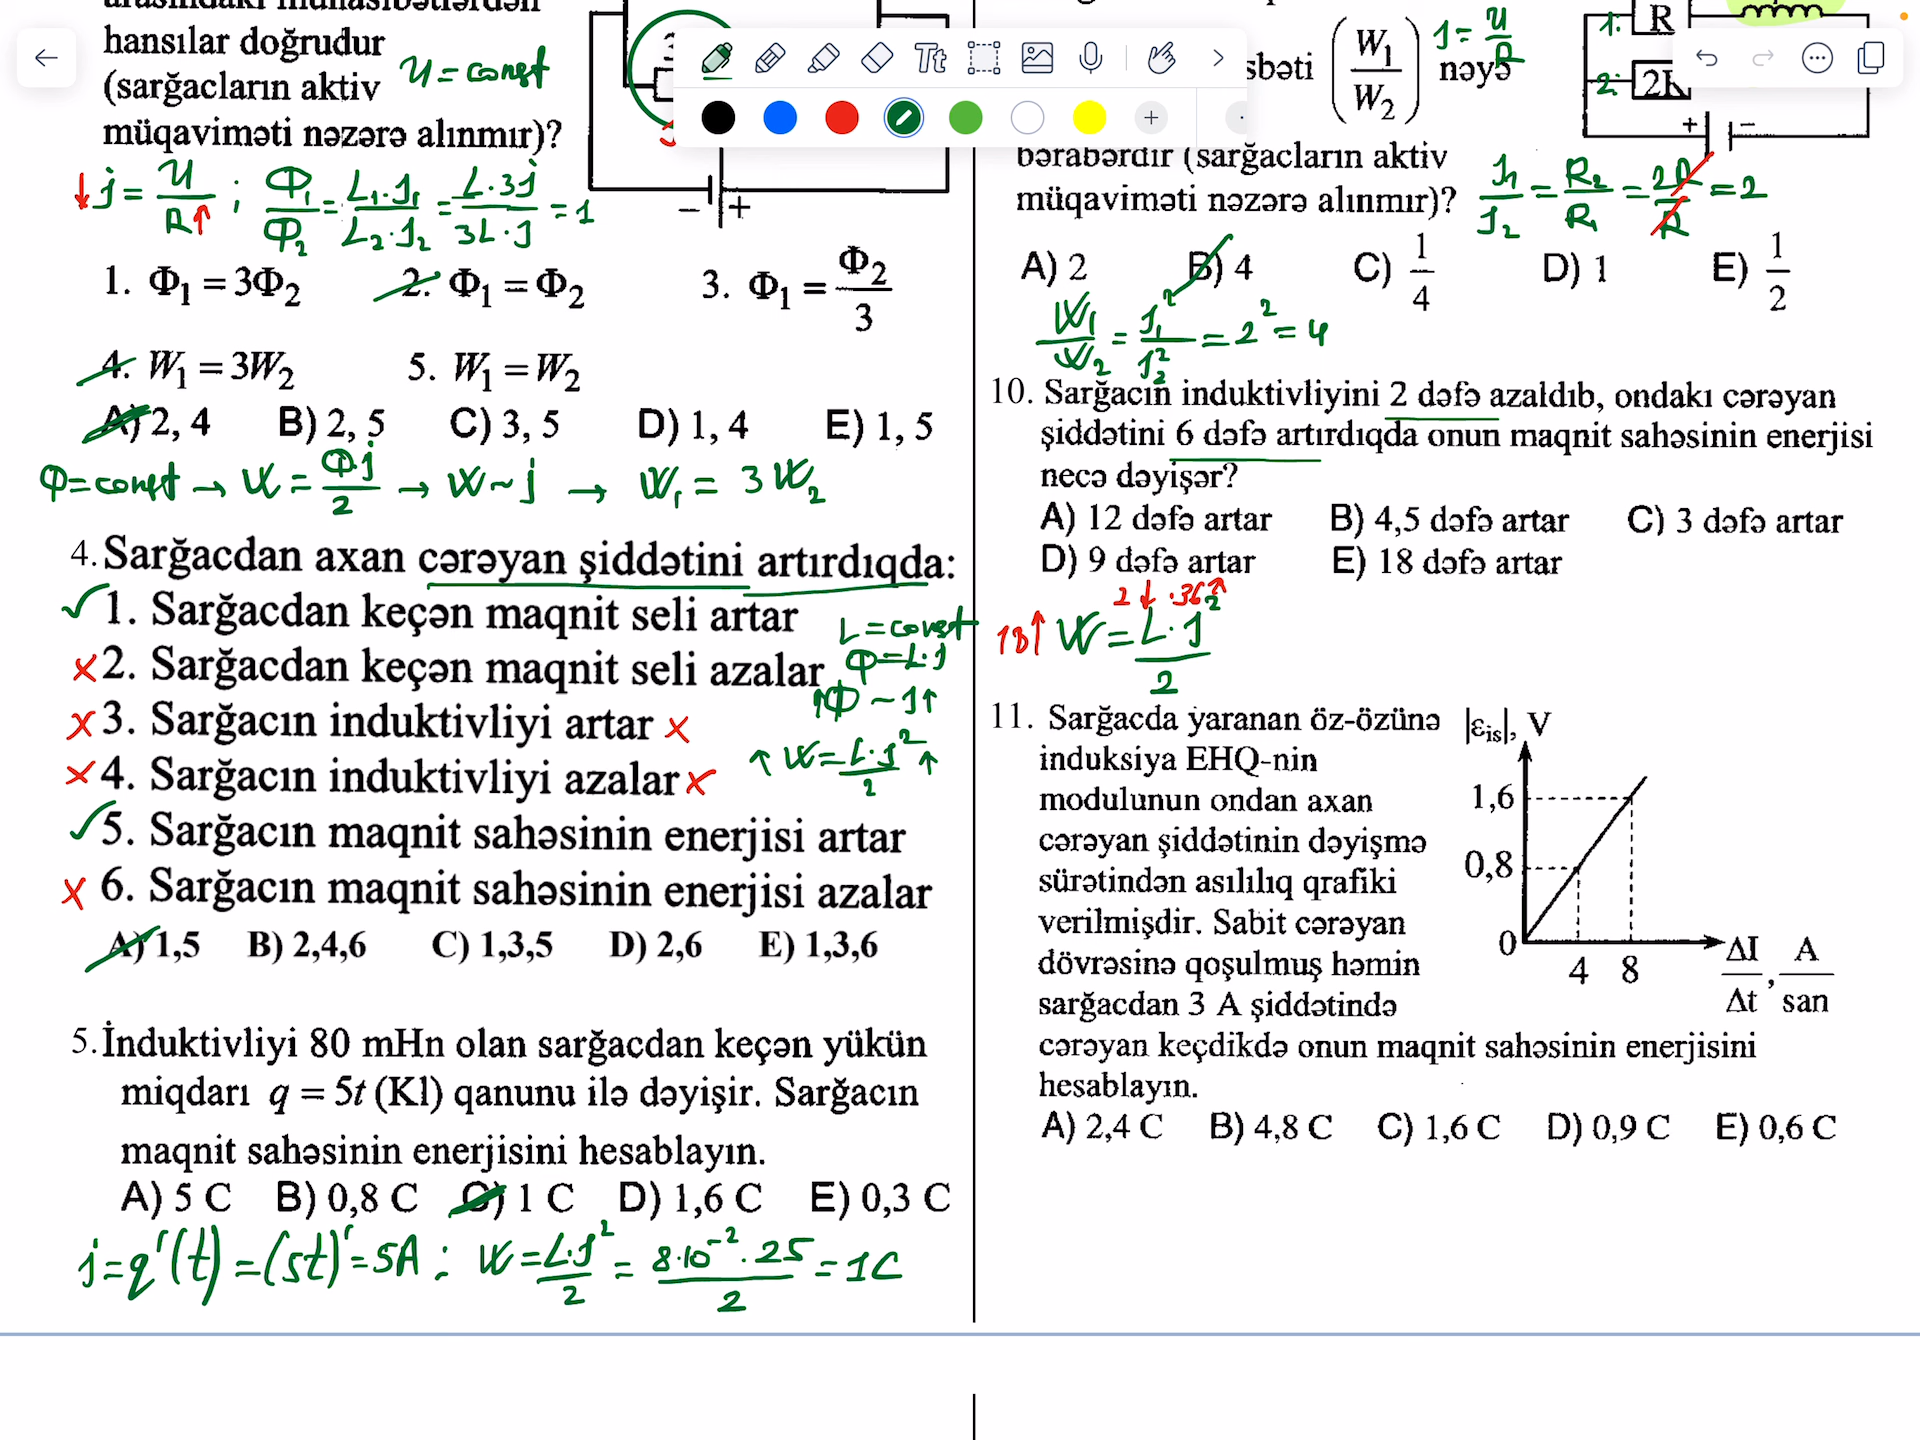 hansılar doğrudur
(sarğacların aktiv
U = const
müqaviməti nəzərə alınmır)?
↓ j = U / R↑ ; Φ1 / Φ2 = L1·J1 / L2·J2 = L·3j / 3L·J = 1
− +
1. Φ1 = 3Φ2 2. Φ1 = Φ2 3. Φ1 = Φ2 / 3
4. W1 = 3W2 5. W1 = W2
A) 2, 4 B) 2, 5 C) 3, 5 D) 1, 4 E) 1, 5
Φ=const → W = Φj / 2 → W ~ j → W1 = 3W2
4. Sarğacdan axan cərəyan şiddətini artırdıqda:
✓ 1. Sarğacdan keçən maqnit seli artar
× 2. Sarğacdan keçən maqnit seli azalar
× 3. Sarğacın induktivliyi artar ×
× 4. Sarğacın induktivliyi azalar ×
✓ 5. Sarğacın maqnit sahəsinin enerjisi artar
× 6. Sarğacın maqnit sahəsinin enerjisi azalar
L = const
Φ = L·J
↑Φ ~ J↑
↑ W = L·J² / 2 ↑
A) 1,5 B) 2,4,6 C) 1,3,5 D) 2,6 E) 1,3,6
5. İnduktivliyi 80 mHn olan sarğacdan keçən yükün
miqdarı q = 5t (Kl) qanunu ilə dəyişir. Sarğacın
maqnit sahəsinin enerjisini hesablayın.
A) 5 C B) 0,8 C C) 1 C D) 1,6 C E) 0,3 C
j = q'(t) = (5t)' = 5A : W = L·J² / 2 = 8·10⁻²·25 / 2 = 1C
Tt
sbəti (W1 / W2) nəyə
J = U / R
1. R
2. 2R
+ −
bərabərdir (sarğacların aktiv
müqaviməti nəzərə alınmır)?
J1 / J2 = R2 / R1 = 2R / R = 2
A) 2 B) 4 C) 1/4 D) 1 E) 1/2
W1 / W2 = J1² / J2² = 2² = 4
10. Sarğacın induktivliyini 2 dəfə azaldıb, ondakı cərəyan
şiddətini 6 dəfə artırdıqda onun maqnit sahəsinin enerjisi
necə dəyişər?
A) 12 dəfə artar B) 4,5 dəfə artar C) 3 dəfə artar
D) 9 dəfə artar E) 18 dəfə artar
2↓ ·36↑
18↑ W = L·J² / 2
11. Sarğacda yaranan öz-özünə
induksiya EHQ-nin
modulunun ondan axan
cərəyan şiddətinin dəyişmə
sürətindən asılılıq qrafiki
verilmişdir. Sabit cərəyan
dövrəsinə qoşulmuş həmin
sarğacdan 3 A şiddətində
cərəyan keçdikdə onun maqnit sahəsinin enerjisini
hesablayın.
|εis|, V
1,6
0,8
0
4 8
ΔI / Δt , A / san
A) 2,4 C B) 4,8 C C) 1,6 C D) 0,9 C E) 0,6 C